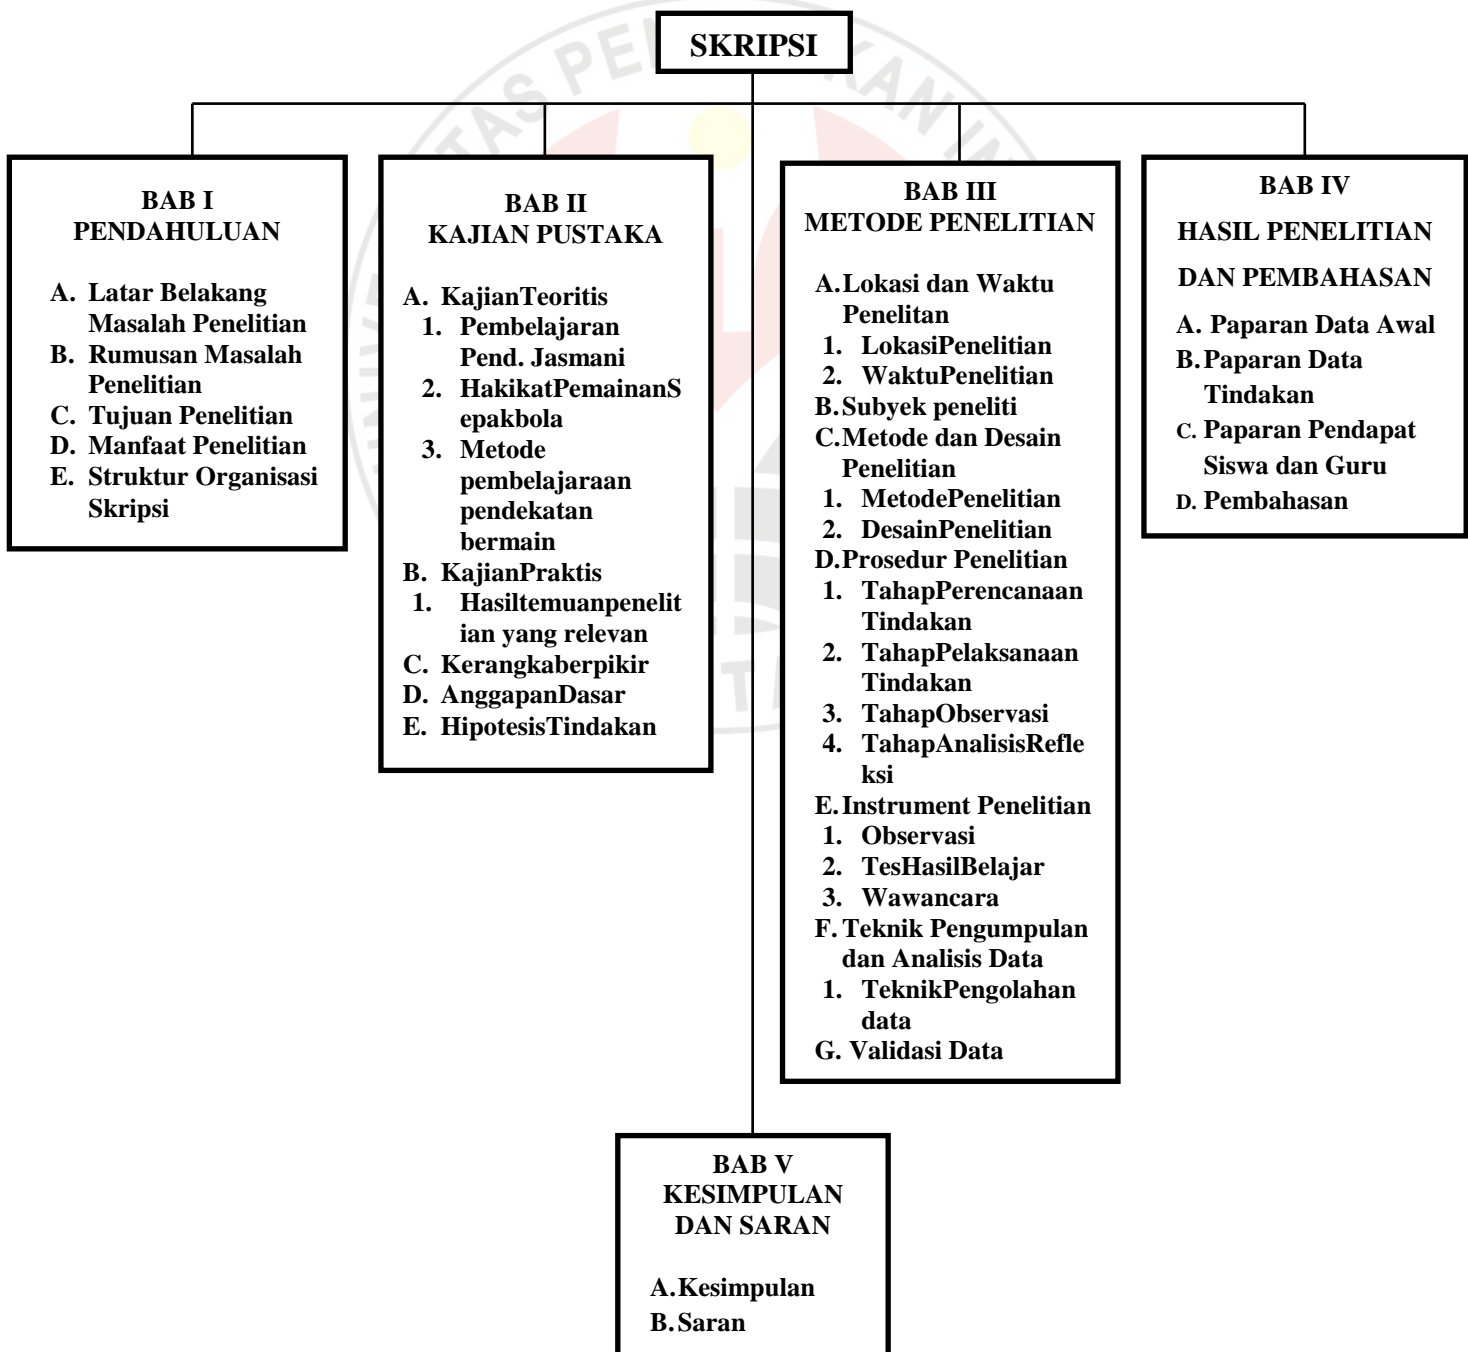 SKRIPSI
BAB I
PENDAHULUAN
A. Latar Belakang
Masalah Penelitian
B. Rumusan Masalah
Penelitian
C. Tujuan Penelitian
D. Manfaat Penelitian
E. Struktur Organisasi
Skripsi
BAB II
KAJIAN PUSTAKA
A. KajianTeoritis
1. Pembelajaran
Pend. Jasmani
2. HakikatPemainanS
epakbola
3. Metode
pembelajaraan
pendekatan
bermain
B. KajianPraktis
1. Hasiltemuanpenelit
ian yang relevan
C. Kerangkaberpikir
D. AnggapanDasar
E. HipotesisTindakan
BAB III
METODE PENELITIAN
A.Lokasi dan Waktu
Penelitan
1. LokasiPenelitian
2. WaktuPenelitian
B.Subyek peneliti
C.Metode dan Desain
Penelitian
1. MetodePenelitian
2. DesainPenelitian
D.Prosedur Penelitian
1. TahapPerencanaan
Tindakan
2. TahapPelaksanaan
Tindakan
3. TahapObservasi
4. TahapAnalisisRefle
ksi
E.Instrument Penelitian
1. Observasi
2. TesHasilBelajar
3. Wawancara
F. Teknik Pengumpulan
dan Analisis Data
1. TeknikPengolahan
data
G. Validasi Data
BAB IV
HASIL PENELITIAN
DAN PEMBAHASAN
A. Paparan Data Awal
B.Paparan Data
Tindakan
C. Paparan Pendapat
Siswa dan Guru
D. Pembahasan
BAB V
KESIMPULAN
DAN SARAN
A.Kesimpulan
B.Saran